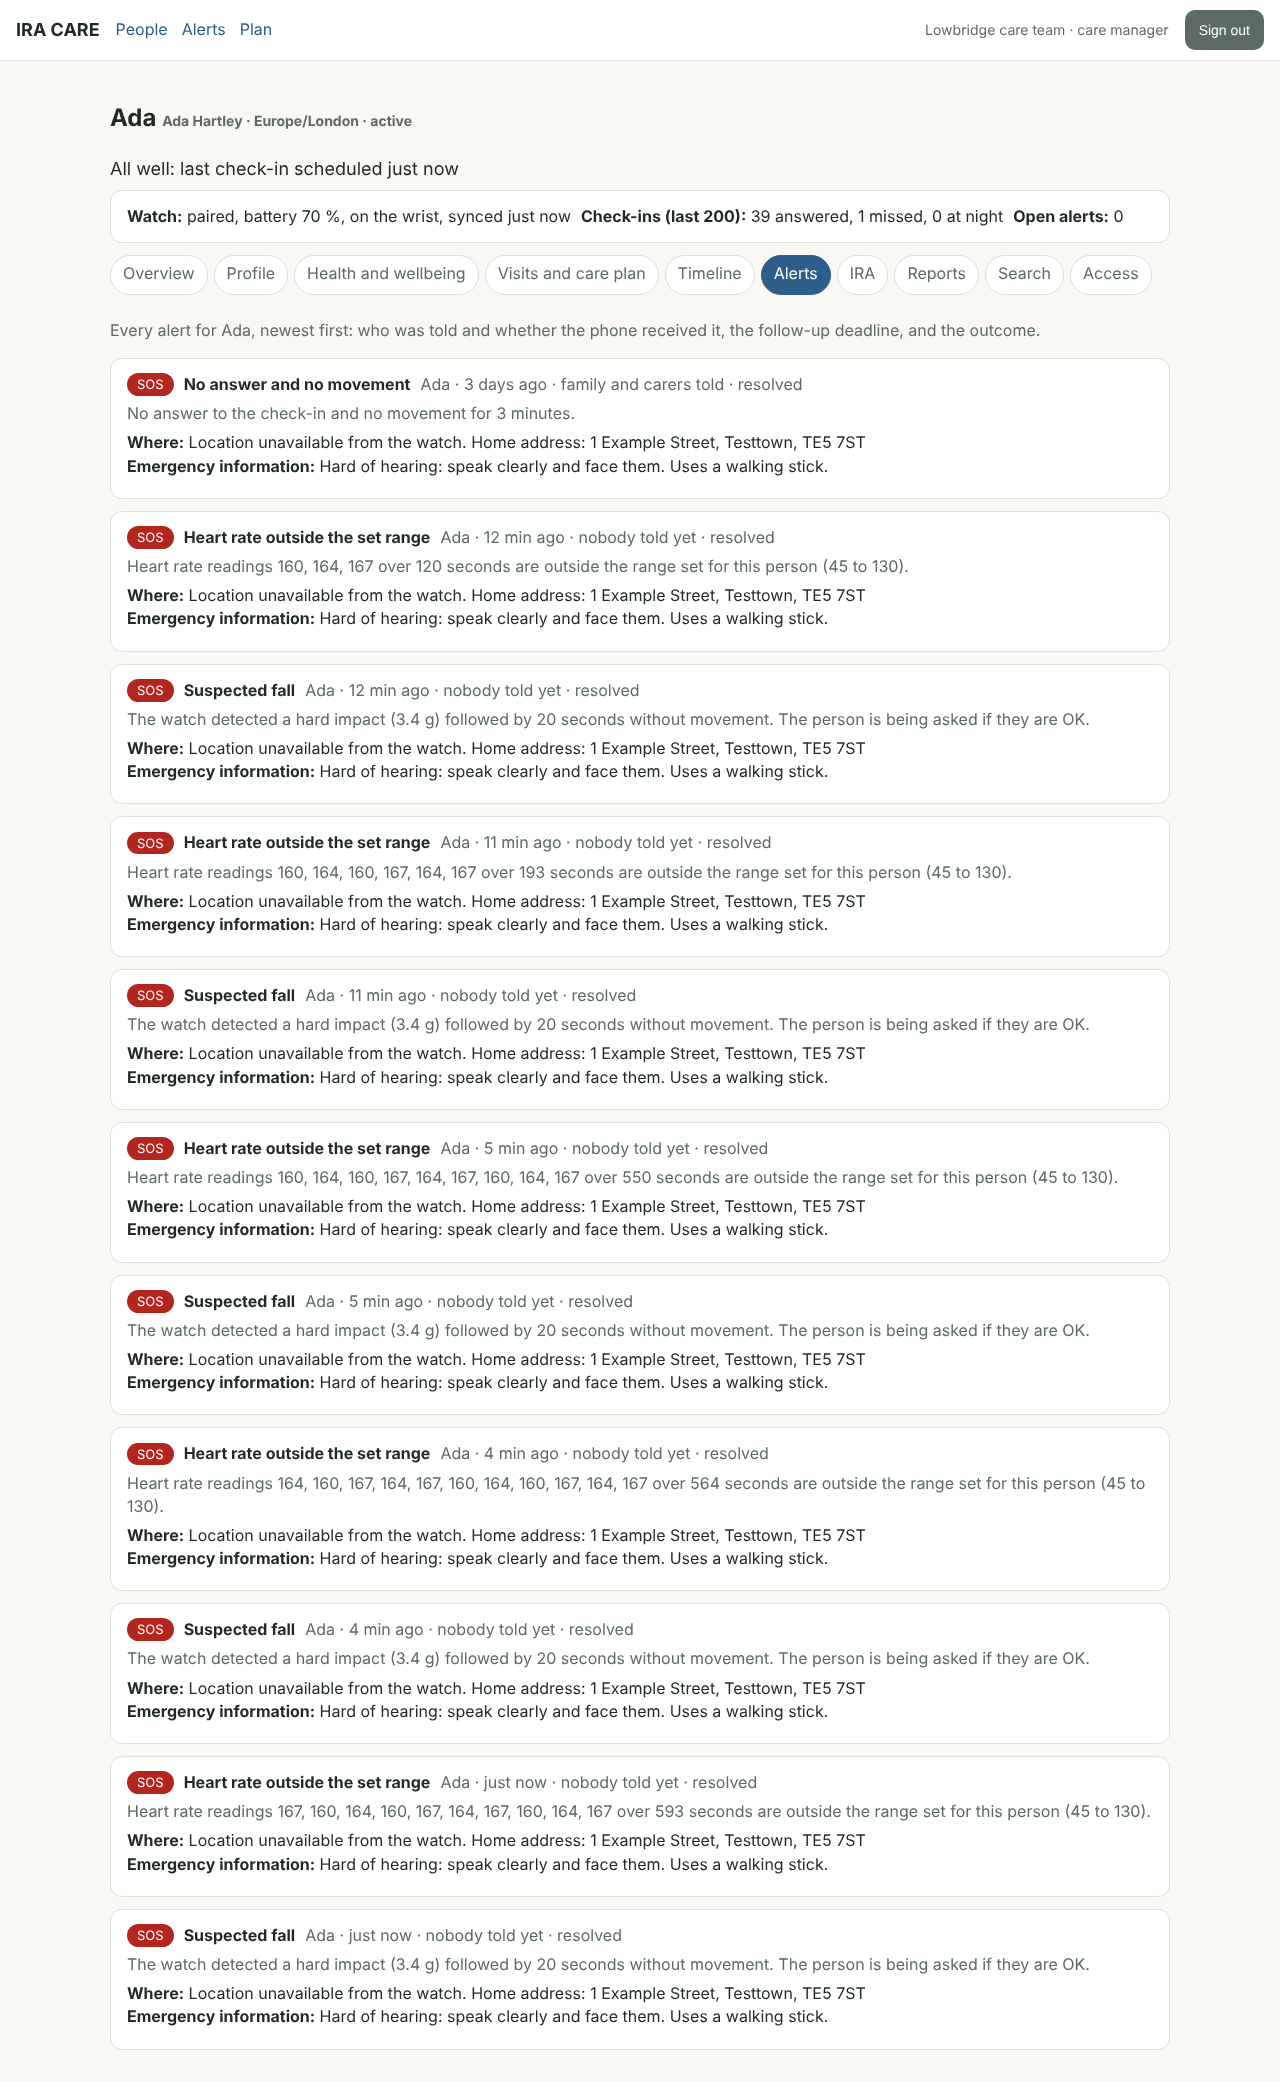 IRA CARE People Alerts Plan Lowbridge care team · care manager Sign out
Ada Ada Hartley · Europe/London · active
All well: last check-in scheduled just now
Watch: paired, battery 70 %, on the wrist, synced just now Check-ins (last 200): 39 answered, 1 missed, 0 at night Open alerts: 0
Overview Profile Health and wellbeing Visits and care plan Timeline Alerts IRA Reports Search Access
Every alert for Ada, newest first: who was told and whether the phone received it, the follow-up deadline, and the outcome.
SOS No answer and no movement Ada · 3 days ago · family and carers told · resolved
No answer to the check-in and no movement for 3 minutes.
Where: Location unavailable from the watch. Home address: 1 Example Street, Testtown, TE5 7ST
Emergency information: Hard of hearing: speak clearly and face them. Uses a walking stick.
SOS Heart rate outside the set range Ada · 12 min ago · nobody told yet · resolved
Heart rate readings 160, 164, 167 over 120 seconds are outside the range set for this person (45 to 130).
Where: Location unavailable from the watch. Home address: 1 Example Street, Testtown, TE5 7ST
Emergency information: Hard of hearing: speak clearly and face them. Uses a walking stick.
SOS Suspected fall Ada · 12 min ago · nobody told yet · resolved
The watch detected a hard impact (3.4 g) followed by 20 seconds without movement. The person is being asked if they are OK.
Where: Location unavailable from the watch. Home address: 1 Example Street, Testtown, TE5 7ST
Emergency information: Hard of hearing: speak clearly and face them. Uses a walking stick.
SOS Heart rate outside the set range Ada · 11 min ago · nobody told yet · resolved
Heart rate readings 160, 164, 160, 167, 164, 167 over 193 seconds are outside the range set for this person (45 to 130).
Where: Location unavailable from the watch. Home address: 1 Example Street, Testtown, TE5 7ST
Emergency information: Hard of hearing: speak clearly and face them. Uses a walking stick.
SOS Suspected fall Ada · 11 min ago · nobody told yet · resolved
The watch detected a hard impact (3.4 g) followed by 20 seconds without movement. The person is being asked if they are OK.
Where: Location unavailable from the watch. Home address: 1 Example Street, Testtown, TE5 7ST
Emergency information: Hard of hearing: speak clearly and face them. Uses a walking stick.
SOS Heart rate outside the set range Ada · 5 min ago · nobody told yet · resolved
Heart rate readings 160, 164, 160, 167, 164, 167, 160, 164, 167 over 550 seconds are outside the range set for this person (45 to 130).
Where: Location unavailable from the watch. Home address: 1 Example Street, Testtown, TE5 7ST
Emergency information: Hard of hearing: speak clearly and face them. Uses a walking stick.
SOS Suspected fall Ada · 5 min ago · nobody told yet · resolved
The watch detected a hard impact (3.4 g) followed by 20 seconds without movement. The person is being asked if they are OK.
Where: Location unavailable from the watch. Home address: 1 Example Street, Testtown, TE5 7ST
Emergency information: Hard of hearing: speak clearly and face them. Uses a walking stick.
SOS Heart rate outside the set range Ada · 4 min ago · nobody told yet · resolved
Heart rate readings 164, 160, 167, 164, 167, 160, 164, 160, 167, 164, 167 over 564 seconds are outside the range set for this person (45 to
130).
Where: Location unavailable from the watch. Home address: 1 Example Street, Testtown, TE5 7ST
Emergency information: Hard of hearing: speak clearly and face them. Uses a walking stick.
SOS Suspected fall Ada · 4 min ago · nobody told yet · resolved
The watch detected a hard impact (3.4 g) followed by 20 seconds without movement. The person is being asked if they are OK.
Where: Location unavailable from the watch. Home address: 1 Example Street, Testtown, TE5 7ST
Emergency information: Hard of hearing: speak clearly and face them. Uses a walking stick.
SOS Heart rate outside the set range Ada · just now · nobody told yet · resolved
Heart rate readings 167, 160, 164, 160, 167, 164, 167, 160, 164, 167 over 593 seconds are outside the range set for this person (45 to 130).
Where: Location unavailable from the watch. Home address: 1 Example Street, Testtown, TE5 7ST
Emergency information: Hard of hearing: speak clearly and face them. Uses a walking stick.
SOS Suspected fall Ada · just now · nobody told yet · resolved
The watch detected a hard impact (3.4 g) followed by 20 seconds without movement. The person is being asked if they are OK.
Where: Location unavailable from the watch. Home address: 1 Example Street, Testtown, TE5 7ST
Emergency information: Hard of hearing: speak clearly and face them. Uses a walking stick.